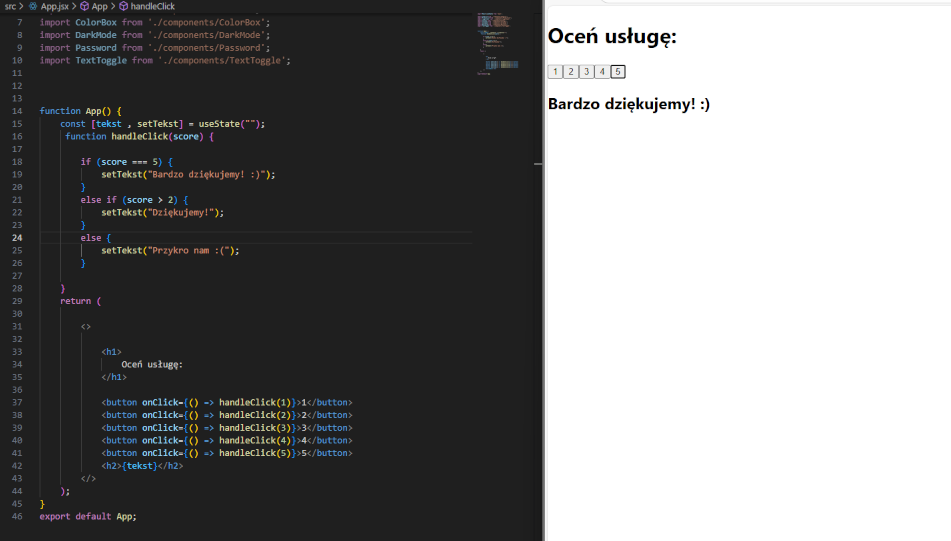 src > App.jsx > App > handleClick
7 import ColorBox from './components/ColorBox';
8 import DarkMode from './components/DarkMode';
9 import Password from './components/Password';
10 import TextToggle from './components/TextToggle';
11
12
13
14 function App() {
15 const [tekst , setTekst] = useState("");
16 function handleClick(score) {
17
18 if (score === 5) {
19 setTekst("Bardzo dziękujemy! :)");
20 }
21 else if (score > 2) {
22 setTekst("Dziękujemy!");
23 }
24 else {
25 setTekst("Przykro nam :(");
26 }
27
28 }
29 return (
30
31 <>
32
33 <h1>
34 Oceń usługę:
35 </h1>
36
37 <button onClick={() => handleClick(1)}>1</button>
38 <button onClick={() => handleClick(2)}>2</button>
39 <button onClick={() => handleClick(3)}>3</button>
40 <button onClick={() => handleClick(4)}>4</button>
41 <button onClick={() => handleClick(5)}>5</button>
42 <h2>{tekst}</h2>
43 </>
44 );
45 }
46 export default App;
Oceń usługę:
1 2 3 4 5
Bardzo dziękujemy! :)